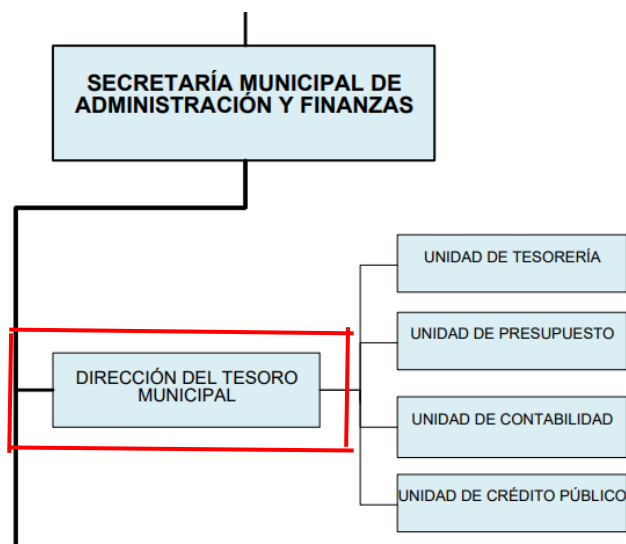 SECRETARÍA MUNICIPAL DE
ADMINISTRACIÓN Y FINANZAS
UNIDAD DE TESORERÍA
UNIDAD DE PRESUPUESTO
DIRECCIÓN DEL TESORO
MUNICIPAL
UNIDAD DE CONTABILIDAD
UNIDAD DE CRÉDITO PÚBLICO